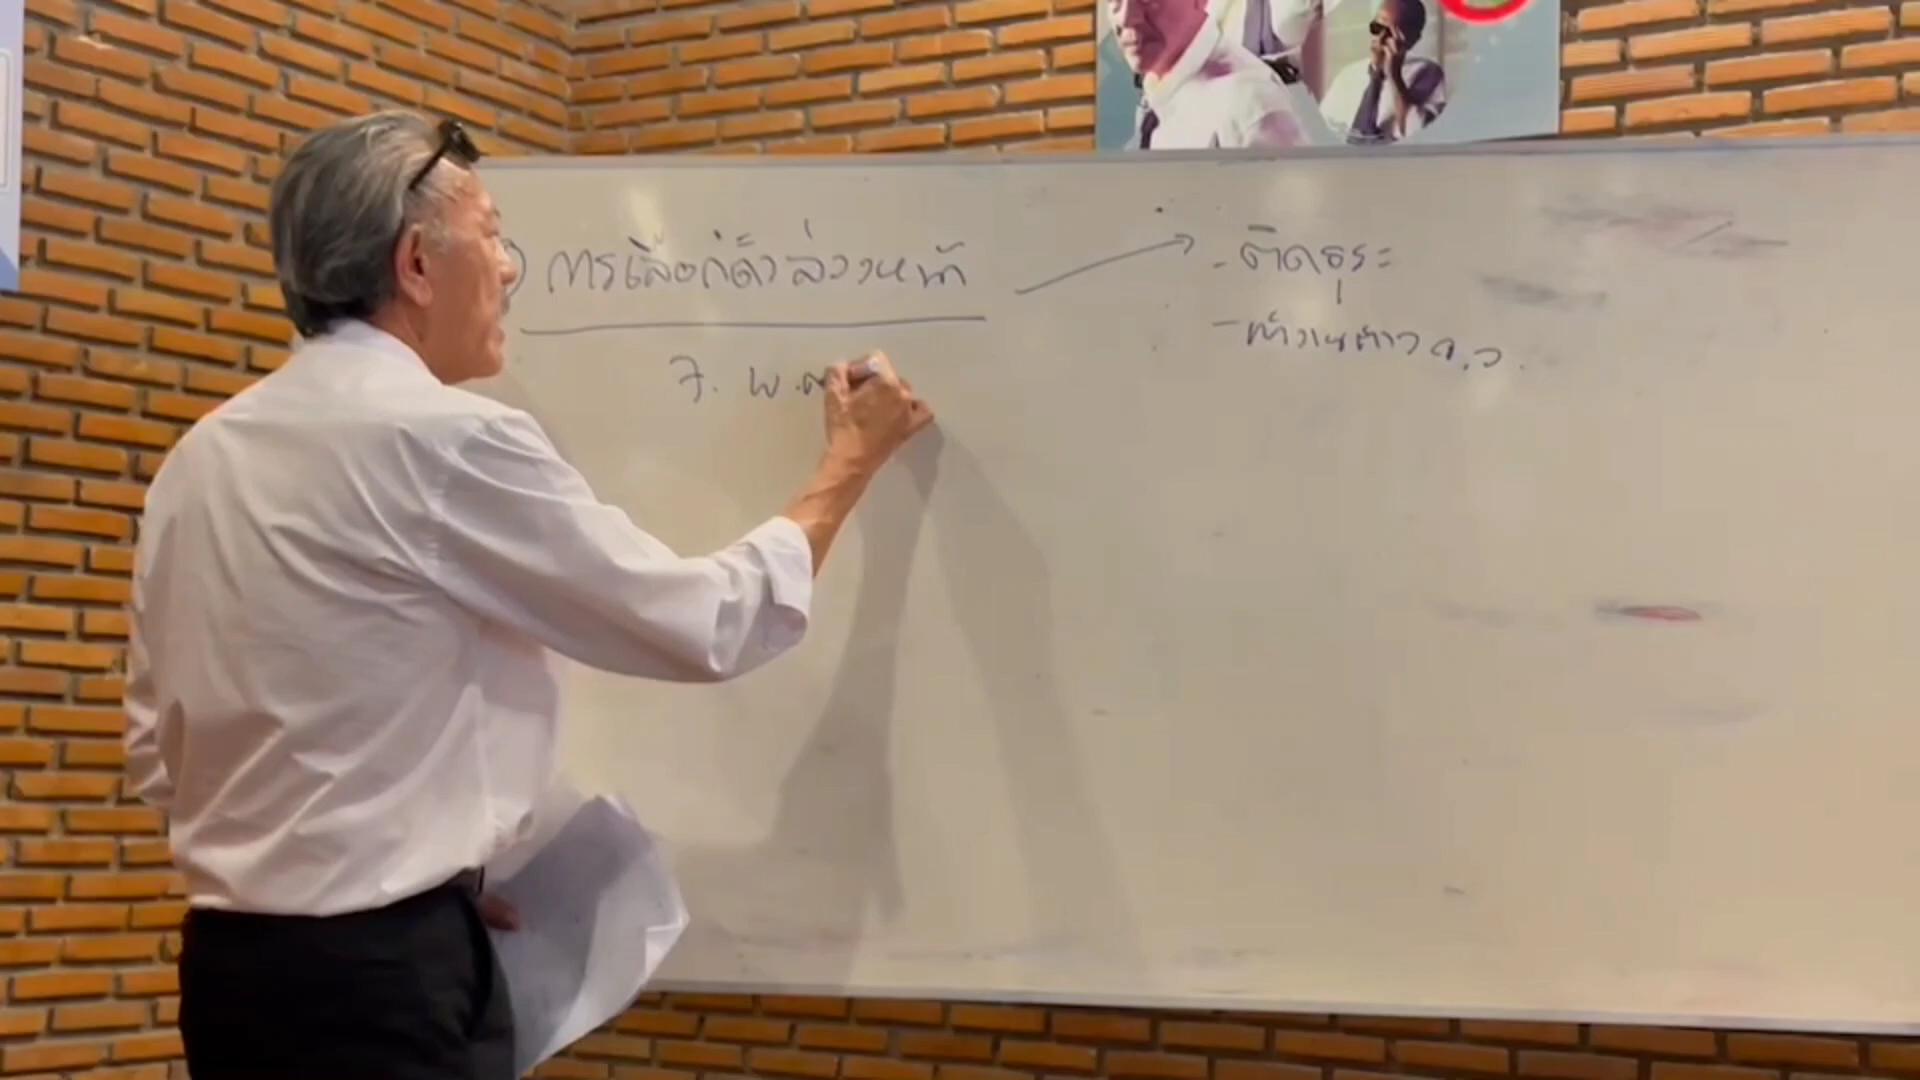 การเลือกตั้งล่วงหน้า
- ติดธุระ
- ทำงานต่าง จ.ว.
7. พ.ค